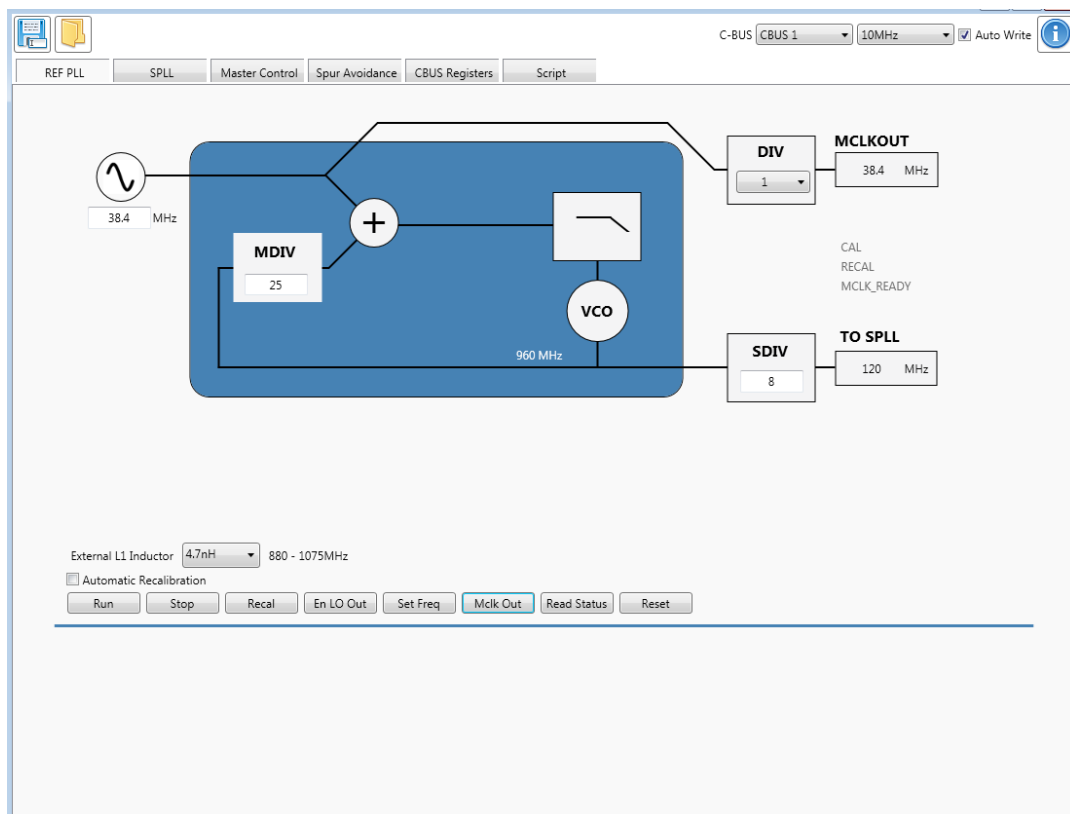 C-BUS CBUS 1 10MHz Auto Write
REF PLL SPLL Master Control Spur Avoidance CBUS Registers Script
DIV
1
MCLKOUT
38.4 MHz
38.4 MHz
MDIV
25
+
CAL
RECAL
MCLK_READY
VCO
960 MHz
SDIV
8
TO SPLL
120 MHz
External L1 Inductor 4.7nH 880 - 1075MHz
Automatic Recalibration
Run Stop Recal En LO Out Set Freq Mclk Out Read Status Reset